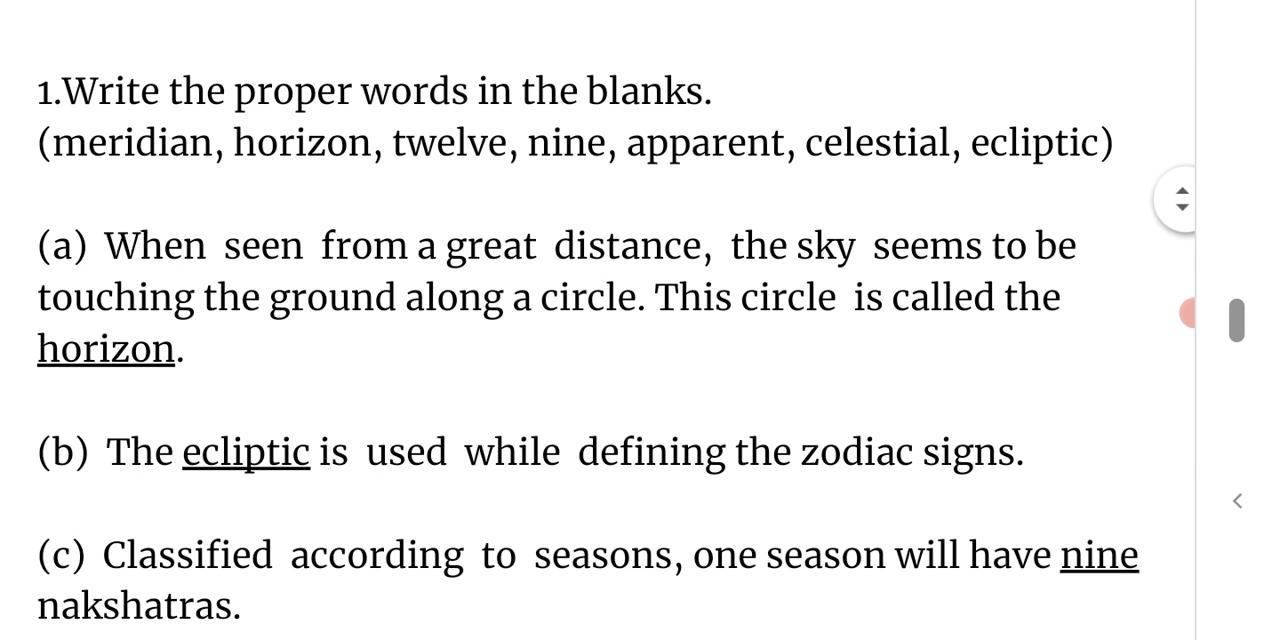 1.Write the proper words in the blanks.
(meridian, horizon, twelve, nine, apparent, celestial, ecliptic)
(a) When seen from a great distance, the sky seems to be
touching the ground along a circle. This circle is called the
horizon.
(b) The ecliptic is used while defining the zodiac signs.
(c) Classified according to seasons, one season will have nine
nakshatras.